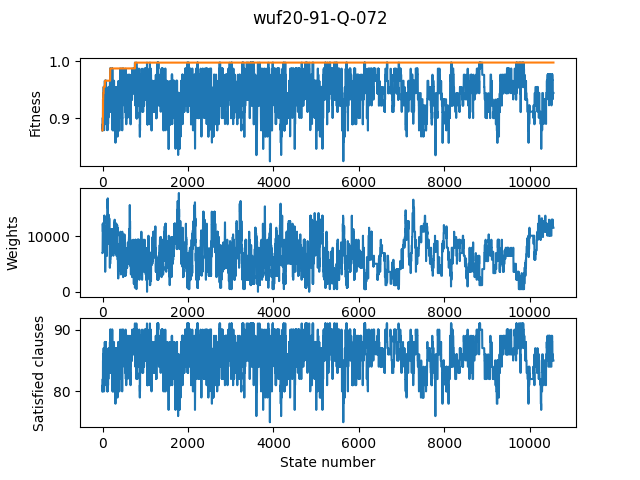 wuf20-91-Q-072
1.0
0.9
Fitness
0 2000 4000 6000 8000 10000
10000
0
Weights
0 2000 4000 6000 8000 10000
90
80
Satisfied clauses
0 2000 4000 6000 8000 10000
State number